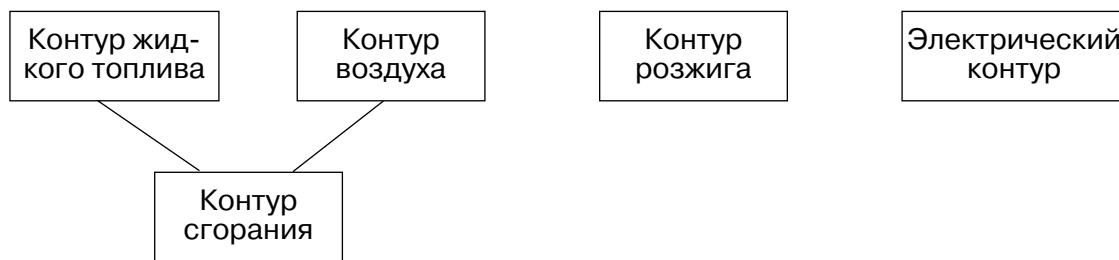 Контур жид-
кого топлива
Контур
воздуха
Контур
розжига
Электрический
контур
Контур
сгорания